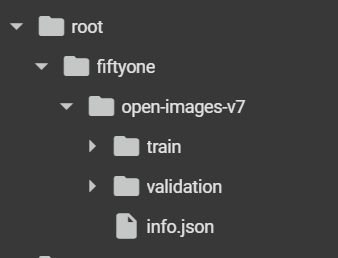 root
fiftyone
open-images-v7
train
validation
info.json